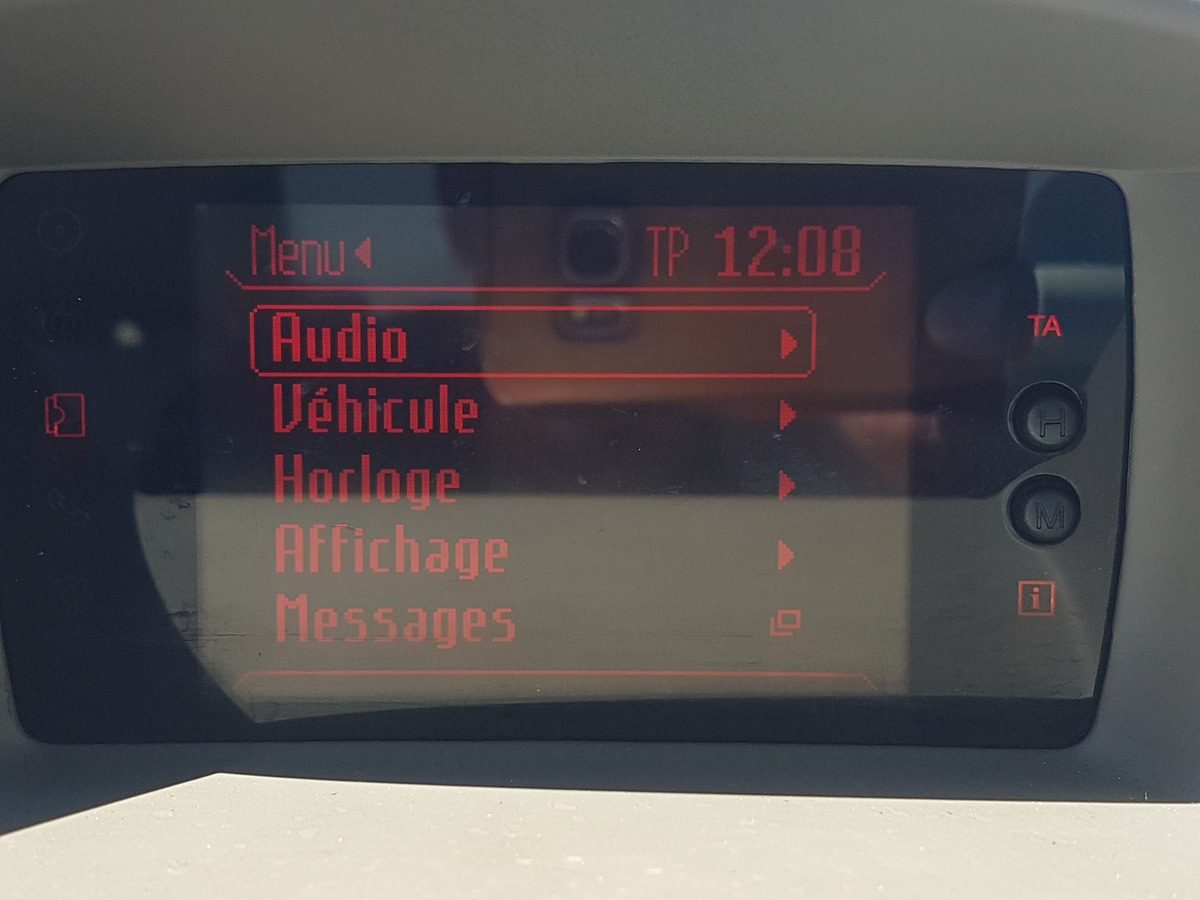 Menu TP 12:08
Audio
TA
Véhicule
H
Horloge
M
Affichage
i
Messages